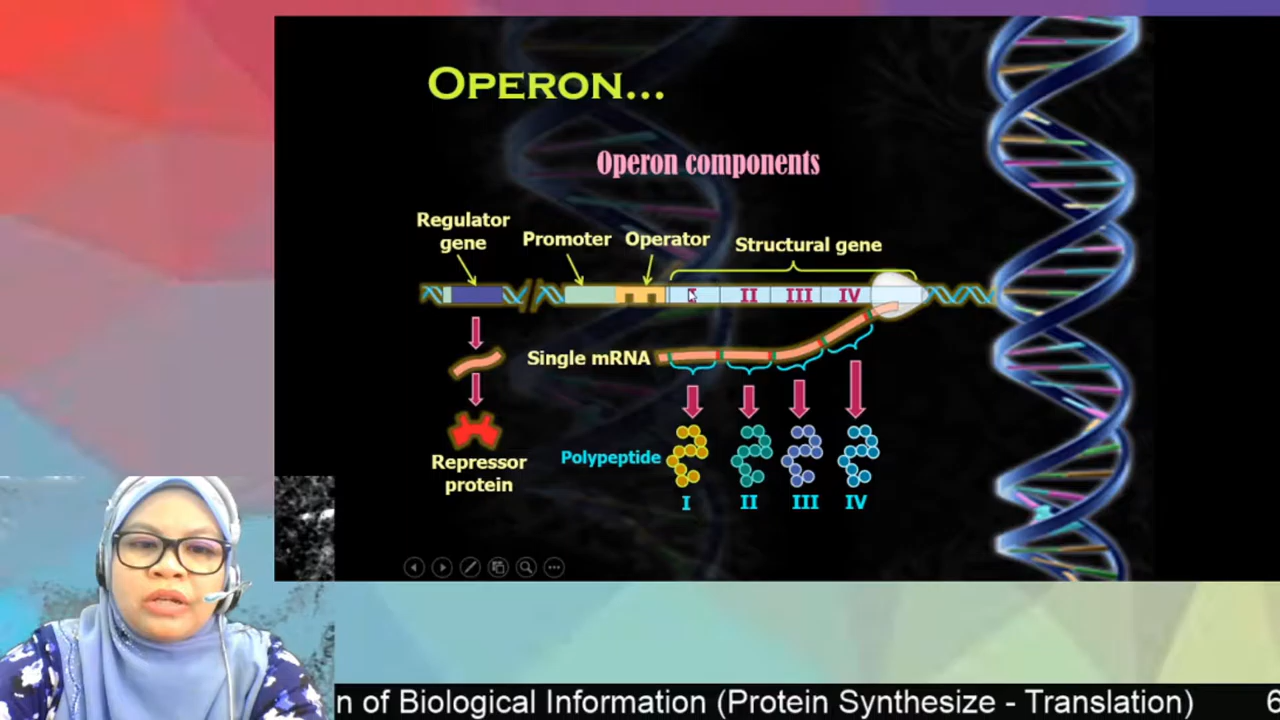 OPERON...
Operon components
Regulator
gene
Promoter
Operator
Structural gene
I
II
III
IV
Single mRNA
Polypeptide
Repressor
protein
I
II
III
IV
n of Biological Information (Protein Synthesize - Translation)
6